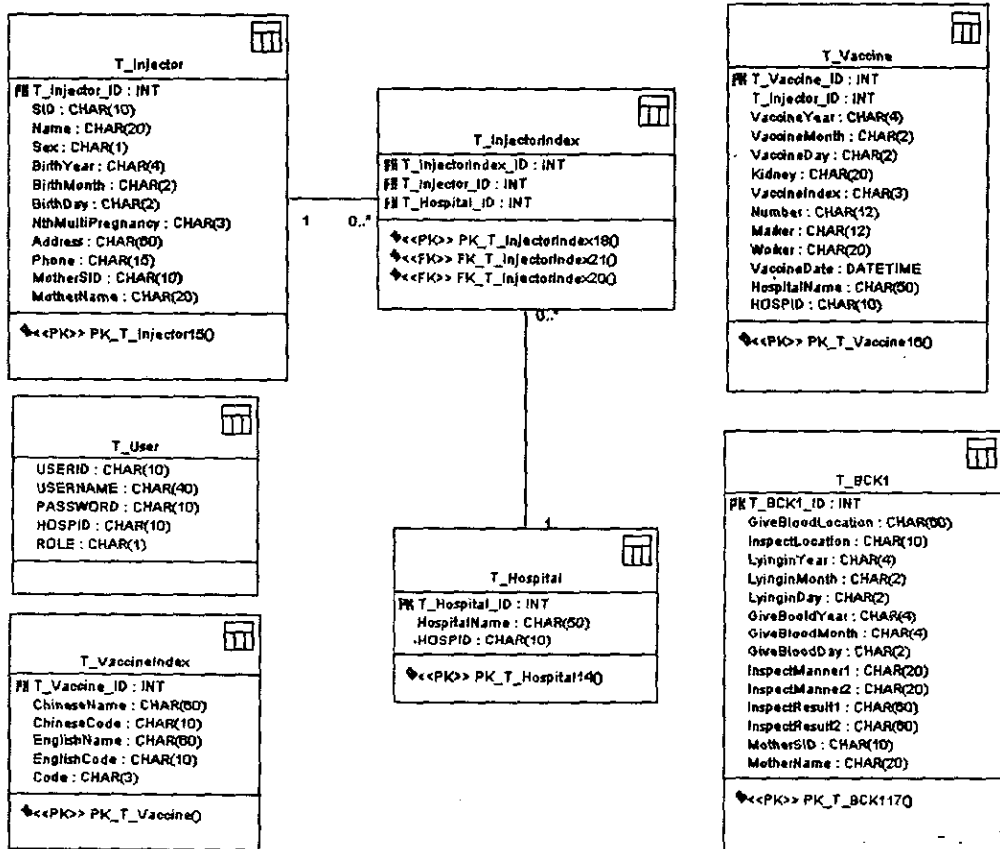 T_Injector
PK T_Injector_ID : INT
SID : CHAR(10)
Name : CHAR(20)
Sex : CHAR(1)
BirthYear : CHAR(4)
BirthMonth : CHAR(2)
BirthDay : CHAR(2)
NthMultiPregnancy : CHAR(3)
Address : CHAR(60)
Phone : CHAR(15)
MotherSID : CHAR(10)
MotherName : CHAR(20)
<<PK>> PK_T_Injector15()
1
0..*
T_InjectorIndex
T_InjectorIndex_ID : INT
T_Injector_ID : INT
T_Hospital_ID : INT
<<PK>> PK_T_InjectorIndex18()
<<FK>> FK_T_InjectorIndex21()
<<FK>> FK_T_InjectorIndex20()
0..*
1
T_Vaccine
PK T_Vaccine_ID : INT
T_Injector_ID : INT
VaccineYear : CHAR(4)
VaccineMonth : CHAR(2)
VaccineDay : CHAR(2)
Kidney : CHAR(20)
VaccineIndex : CHAR(3)
Number : CHAR(12)
Maker : CHAR(12)
Woker : CHAR(20)
VaccineDate : DATETIME
HospitalName : CHAR(50)
HOSPID : CHAR(10)
<<PK>> PK_T_Vaccine16()
T_User
USERID : CHAR(10)
USERNAME : CHAR(40)
PASSWORD : CHAR(10)
HOSPID : CHAR(10)
ROLE : CHAR(1)
T_Hospital
PK T_Hospital_ID : INT
HospitalName : CHAR(50)
HOSPID : CHAR(10)
<<PK>> PK_T_Hospital14()
T_BCK1
PK T_BCK1_ID : INT
GiveBloodLocation : CHAR(60)
InspectLocation : CHAR(10)
LyinginYear : CHAR(4)
LyinginMonth : CHAR(2)
LyinginDay : CHAR(2)
GiveBooldYear : CHAR(4)
GiveBloodMonth : CHAR(4)
GiveBloodDay : CHAR(2)
InspectManner1 : CHAR(20)
InspectManner2 : CHAR(20)
InspectResult1 : CHAR(60)
InspectResult2 : CHAR(60)
MotherSID : CHAR(10)
MotherName : CHAR(20)
<<PK>> PK_T_BCK117()
T_VaccineIndex
PK T_Vaccine_ID : INT
ChineseName : CHAR(60)
ChineseCode : CHAR(10)
EnglishName : CHAR(60)
EnglishCode : CHAR(10)
Code : CHAR(3)
<<PK>> PK_T_Vaccine()